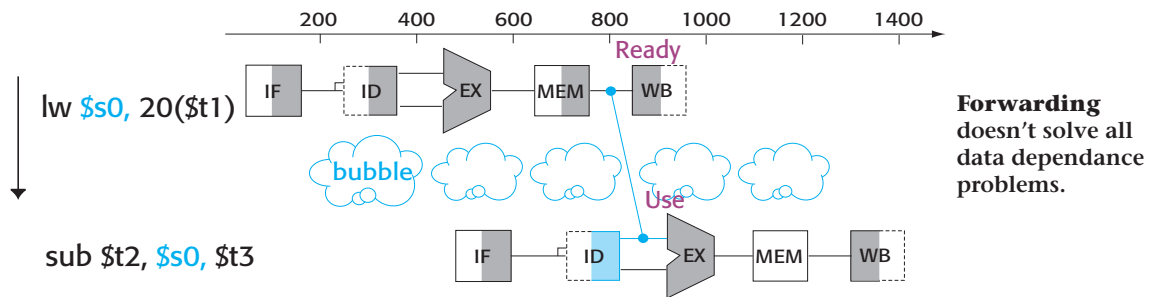 200 400 600 800 1000 1200 1400
Ready
IF ID EX MEM WB
lw $s0, 20($t1)
Forwarding
doesn't solve all
data dependance
problems.
bubble
Use
sub $t2, $s0, $t3
IF ID EX MEM WB